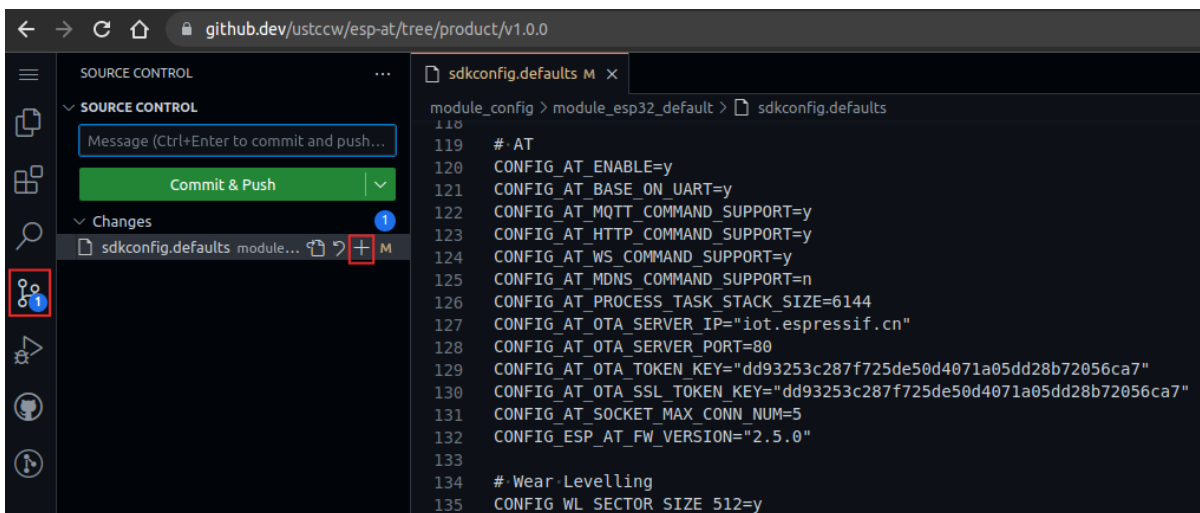 github.dev/ustccw/esp-at/tree/product/v1.0.0
SOURCE CONTROL
SOURCE CONTROL
Message (Ctrl+Enter to commit and push...
Commit & Push
Changes 1
sdkconfig.defaults module... M
1
sdkconfig.defaults M
module_config > module_esp32_default > sdkconfig.defaults
118
119 # AT
120 CONFIG_AT_ENABLE=y
121 CONFIG_AT_BASE_ON_UART=y
122 CONFIG_AT_MQTT_COMMAND_SUPPORT=y
123 CONFIG_AT_HTTP_COMMAND_SUPPORT=y
124 CONFIG_AT_WS_COMMAND_SUPPORT=y
125 CONFIG_AT_MDNS_COMMAND_SUPPORT=n
126 CONFIG_AT_PROCESS_TASK_STACK_SIZE=6144
127 CONFIG_AT_OTA_SERVER_IP="iot.espressif.cn"
128 CONFIG_AT_OTA_SERVER_PORT=80
129 CONFIG_AT_OTA_TOKEN_KEY="dd93253c287f725de50d4071a05dd28b72056ca7"
130 CONFIG_AT_OTA_SSL_TOKEN_KEY="dd93253c287f725de50d4071a05dd28b72056ca7"
131 CONFIG_AT_SOCKET_MAX_CONN_NUM=5
132 CONFIG_ESP_AT_FW_VERSION="2.5.0"
133
134 # Wear Levelling
135 CONFIG_WL_SECTOR_SIZE_512=y